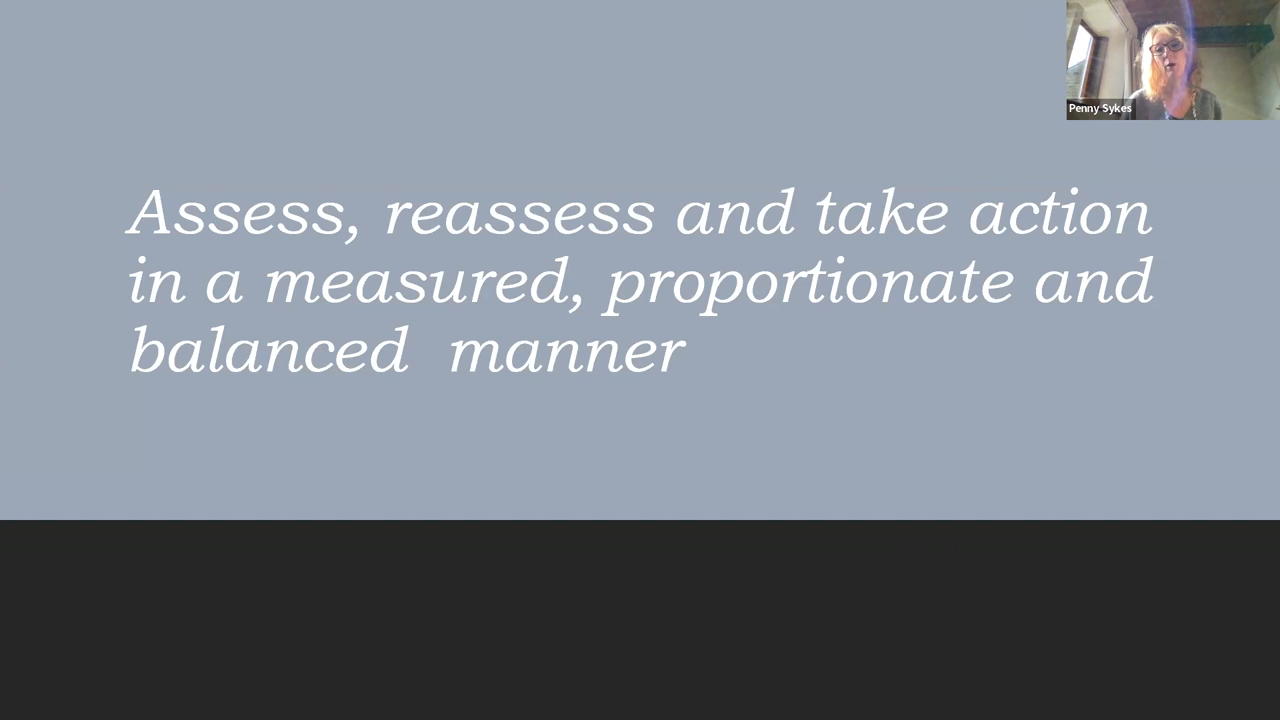 Penny Sykes
Assess, reassess and take action
in a measured, proportionate and
balanced  manner